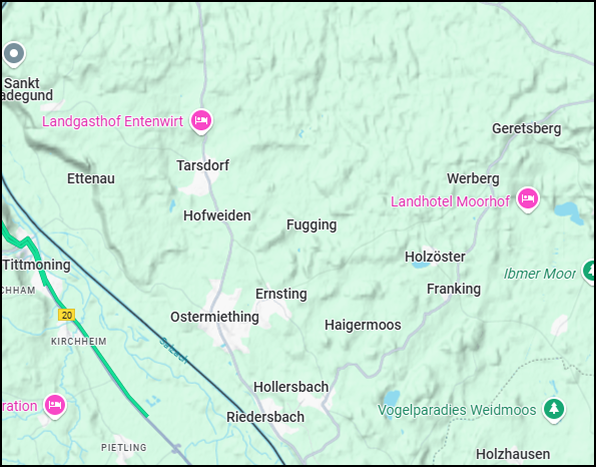 Sankt
adegund
Landgasthof Entenwirt
Geretsberg
Tarsdorf
Ettenau
Werberg
Landhotel Moorhof
Hofweiden
Fugging
Holzöster
Tittmoning
Ibmer Moor
CHHAM
Franking
Ernsting
20
Ostermiething
Haigermoos
KIRCHHEIM
Salzach
Hollersbach
ration
Vogelparadies Weidmoos
Riedersbach
PIETLING
Holzhausen